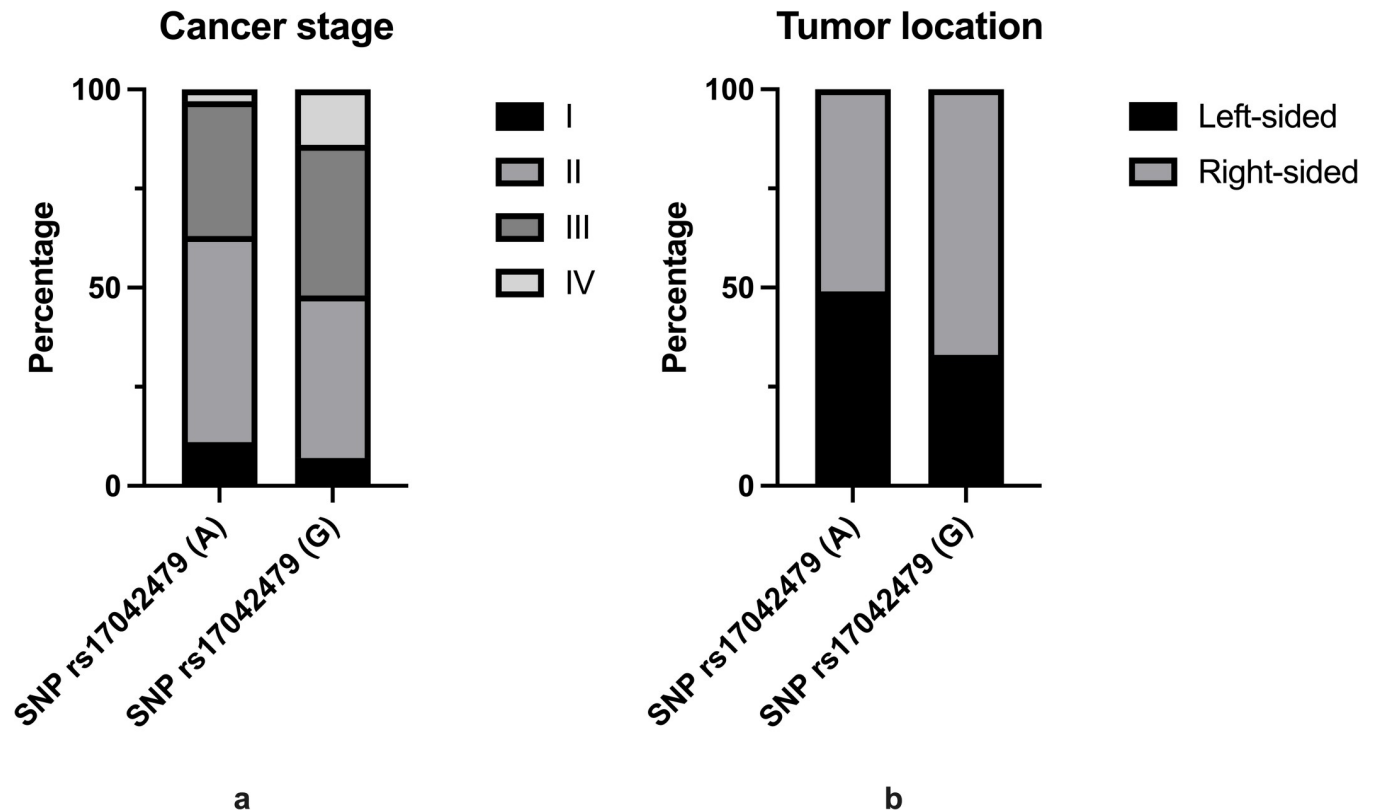 Cancer stage
Percentage
100
50
0
SNP rs17042479 (A)
SNP rs17042479 (G)
I
II
III
IV
a
Tumor location
Percentage
100
50
0
SNP rs17042479 (A)
SNP rs17042479 (G)
Left-sided
Right-sided
b